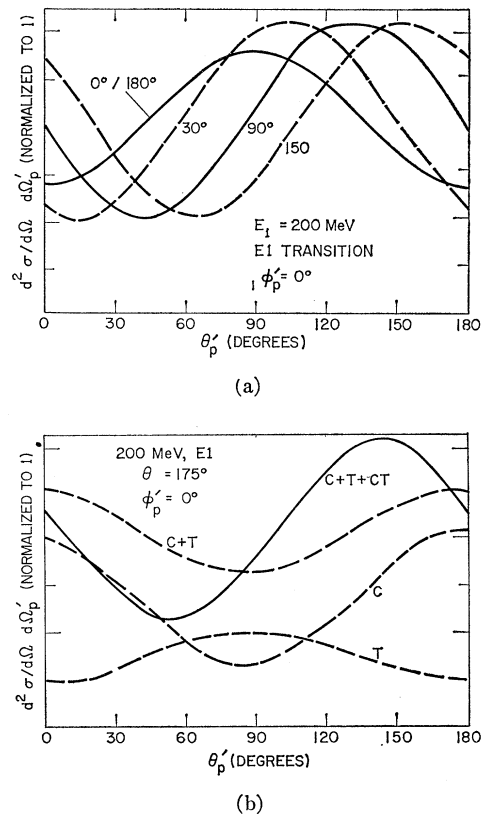 d² σ/dΩ dΩ′p (NORMALIZED TO 1)
0°/180°
30°
90°
150
E₁ = 200 MeV
E1 TRANSITION
ϕ′p = 0°
0 30 60 90 120 150 180
θ′p (DEGREES)
(a)
d² σ/dΩ dΩ′p (NORMALIZED TO 1)
200 MeV, E1
θ = 175°
ϕ′p = 0°
C+T+CT
C+T
C
T
0 30 60 90 120 150 180
θ′p (DEGREES)
(b)